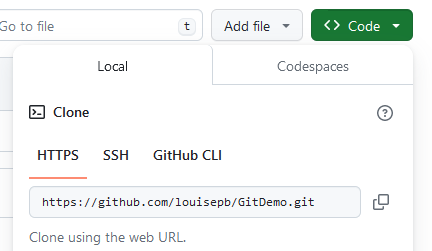 Go to file t Add file Code
Local Codespaces
Clone
HTTPS SSH GitHub CLI
https://github.com/louisepb/GitDemo.git
Clone using the web URL.